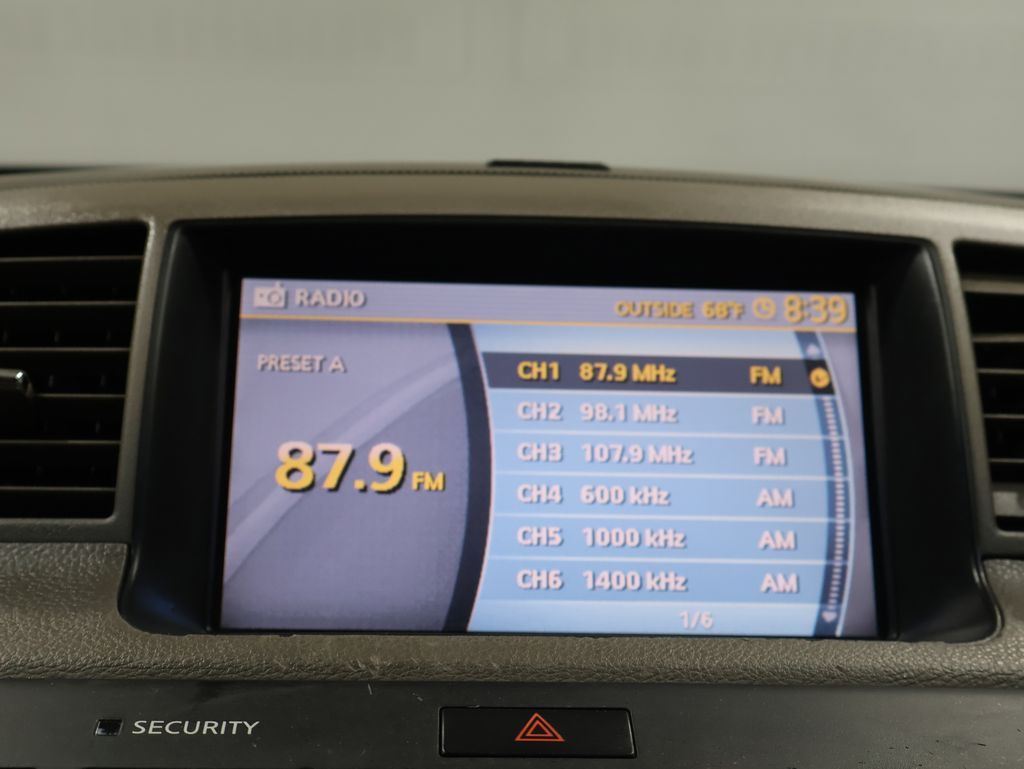 RADIO
OUTSIDE 68°F 8:39
PRESET A
87.9 FM
CH1 87.9 MHz FM
CH2 98.1 MHz FM
CH3 107.9 MHz FM
CH4 600 kHz AM
CH5 1000 kHz AM
CH6 1400 kHz AM
1/6
SECURITY